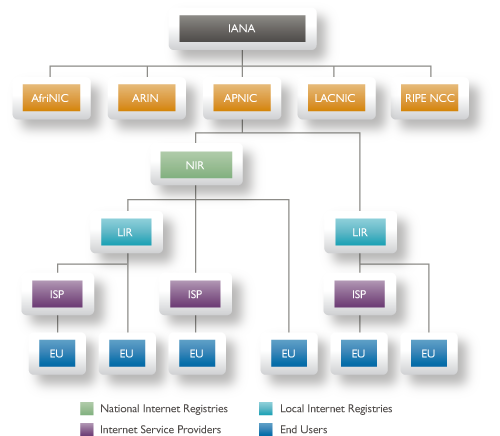 IANA
AfriNIC ARIN APNIC LACNIC RIPE NCC
NIR
LIR LIR
ISP ISP ISP
EU EU EU EU EU EU
National Internet Registries Local Internet Registries
Internet Service Providers End Users